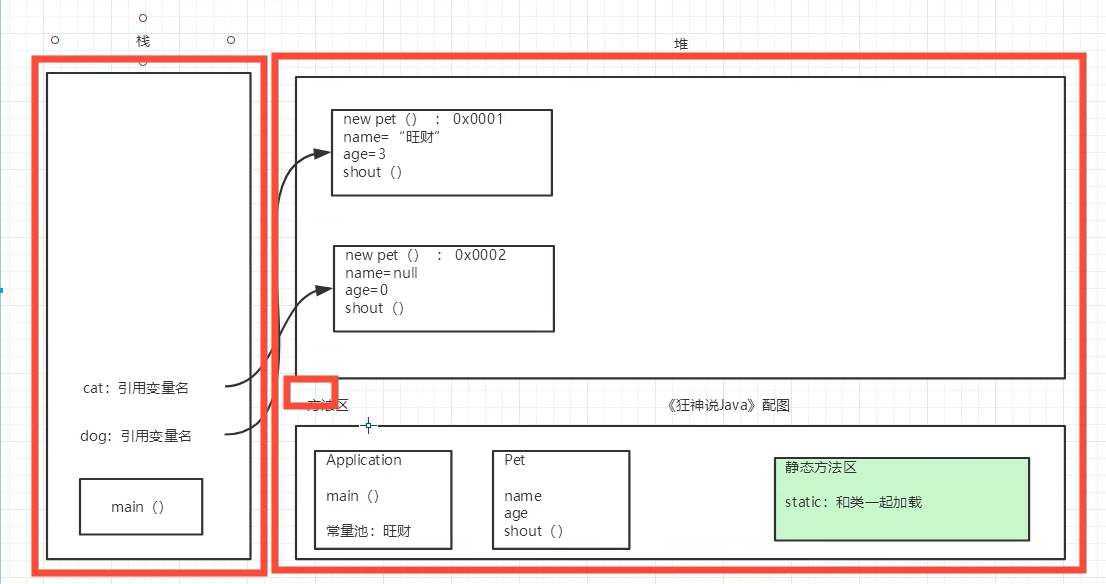 栈
堆
new pet（）：0x0001
name=“旺财”
age=3
shout（）
new pet（）：0x0002
name=null
age=0
shout（）
cat：引用变量名
dog：引用变量名
main（）
方法区
《狂神说Java》配图
Application
main（）
常量池：旺财
Pet
name
age
shout（）
静态方法区
static：和类一起加载